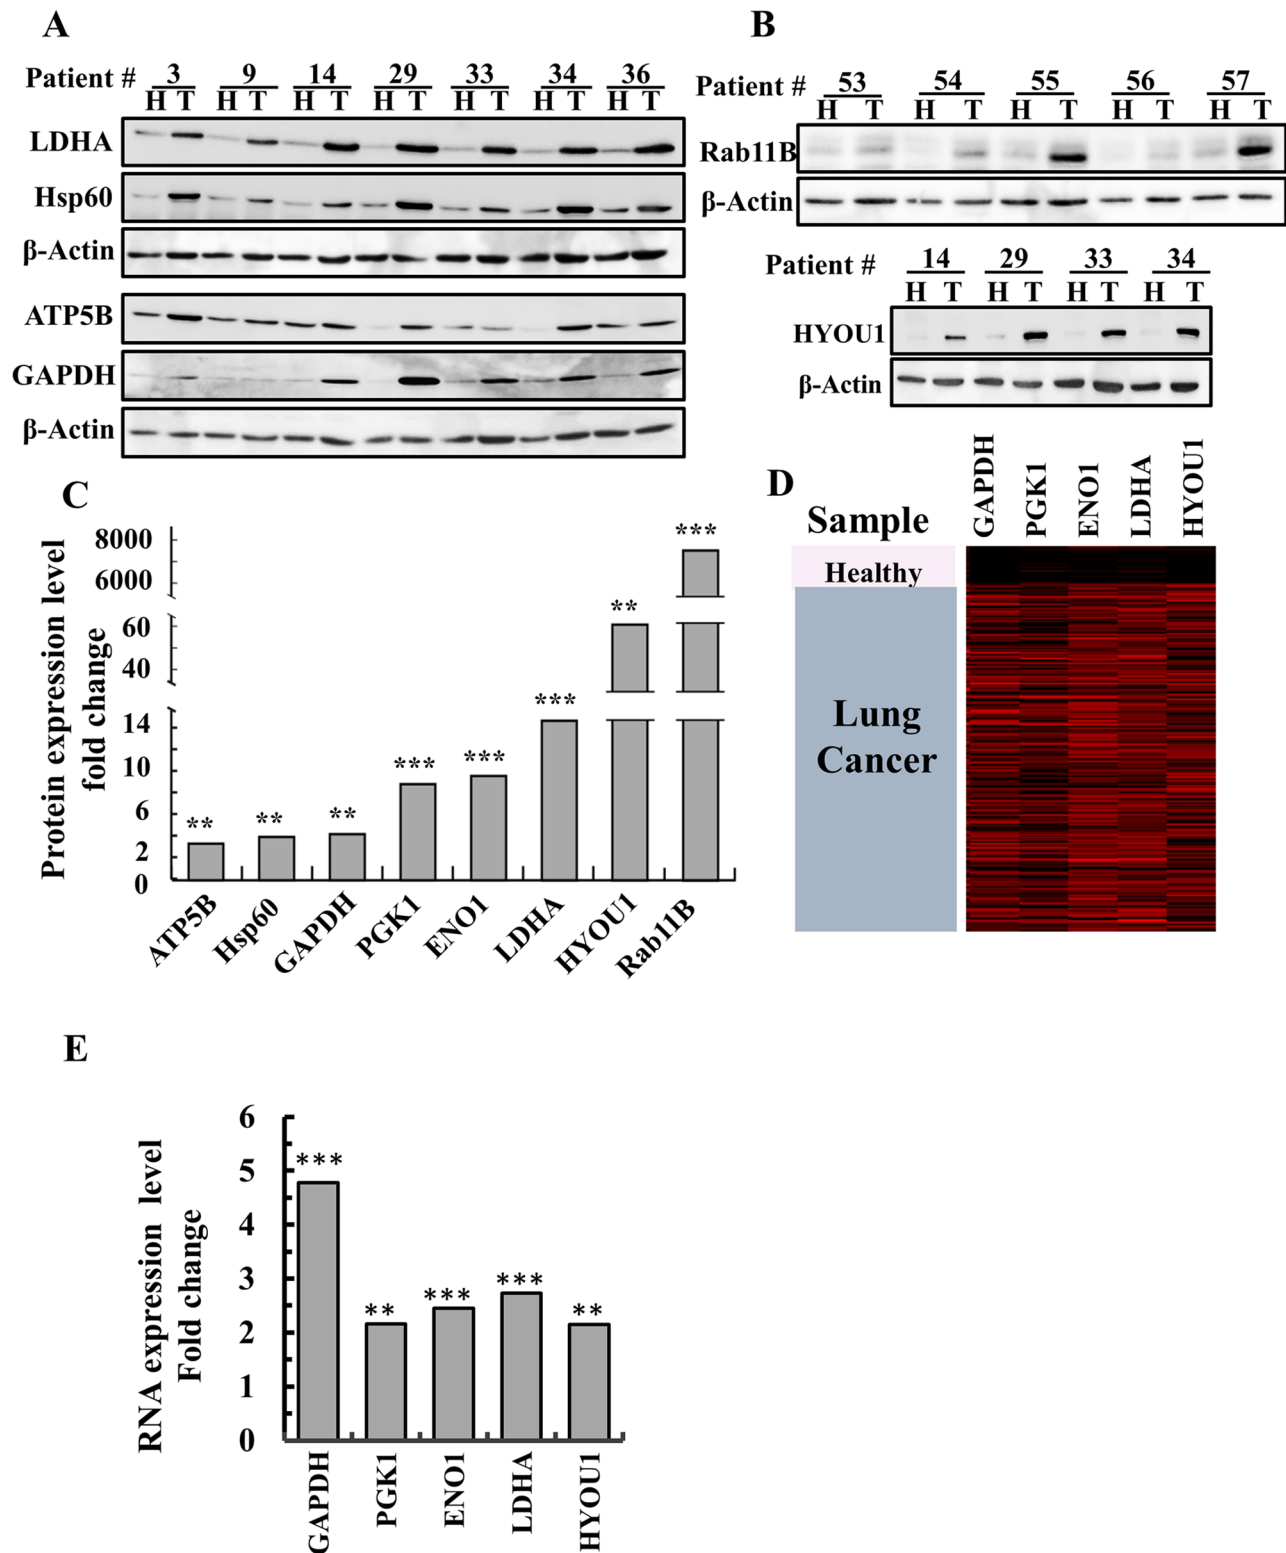 A
Patient # 3 9 14 29 33 34 36
H T H T H T H T H T H T H T
LDHA
Hsp60
β-Actin
ATP5B
GAPDH
β-Actin
B
Patient # 53 54 55 56 57
H T H T H T H T H T
Rab11B
β-Actin
Patient # 14 29 33 34
H T H T H T H T
HYOU1
β-Actin
C
Protein expression level
fold change
8000
6000
60
40
14
10
6
2
0
** ** ** *** *** *** ** ***
ATP5B Hsp60 GAPDH PGK1 ENO1 LDHA HYOU1 Rab11B
D
Sample
GAPDH PGK1 ENO1 LDHA HYOU1
Healthy
Lung
Cancer
E
RNA expression level
Fold change
6
5
4
3
2
1
0
*** ** *** *** **
GAPDH PGK1 ENO1 LDHA HYOU1